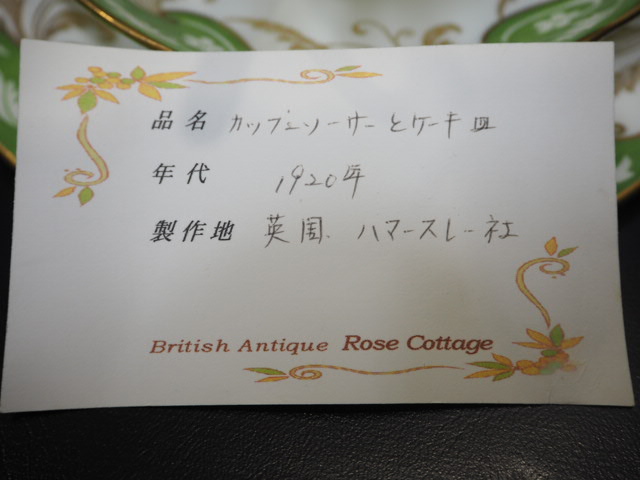 品名 カップ&ソーサーとケーキ皿
年代 1920年
製作地 英国 ハマースレー社
British Antique Rose Cottage